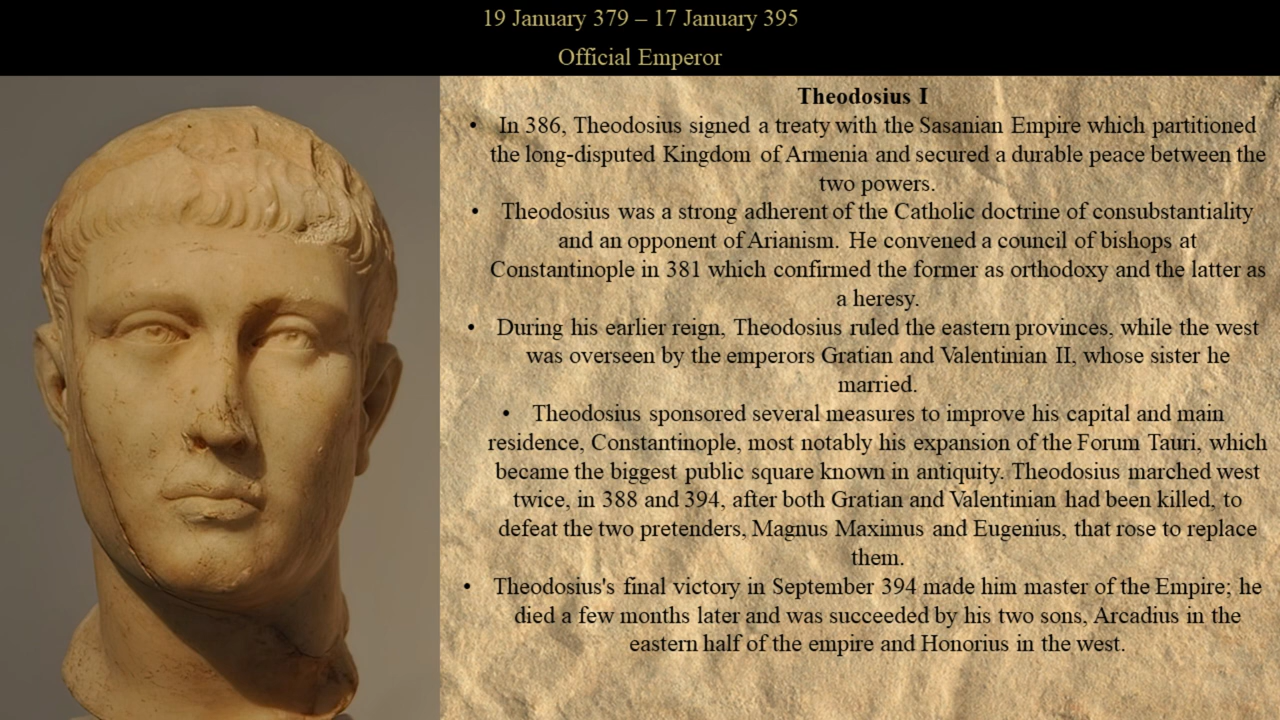 19 January 379 – 17 January 395
Official Emperor
Theodosius I
• In 386, Theodosius signed a treaty with the Sasanian Empire which partitioned
the long-disputed Kingdom of Armenia and secured a durable peace between the
two powers.
• Theodosius was a strong adherent of the Catholic doctrine of consubstantiality
and an opponent of Arianism. He convened a council of bishops at
Constantinople in 381 which confirmed the former as orthodoxy and the latter as
a heresy.
• During his earlier reign, Theodosius ruled the eastern provinces, while the west
was overseen by the emperors Gratian and Valentinian II, whose sister he
married.
• Theodosius sponsored several measures to improve his capital and main
residence, Constantinople, most notably his expansion of the Forum Tauri, which
became the biggest public square known in antiquity. Theodosius marched west
twice, in 388 and 394, after both Gratian and Valentinian had been killed, to
defeat the two pretenders, Magnus Maximus and Eugenius, that rose to replace
them.
• Theodosius's final victory in September 394 made him master of the Empire; he
died a few months later and was succeeded by his two sons, Arcadius in the
eastern half of the empire and Honorius in the west.